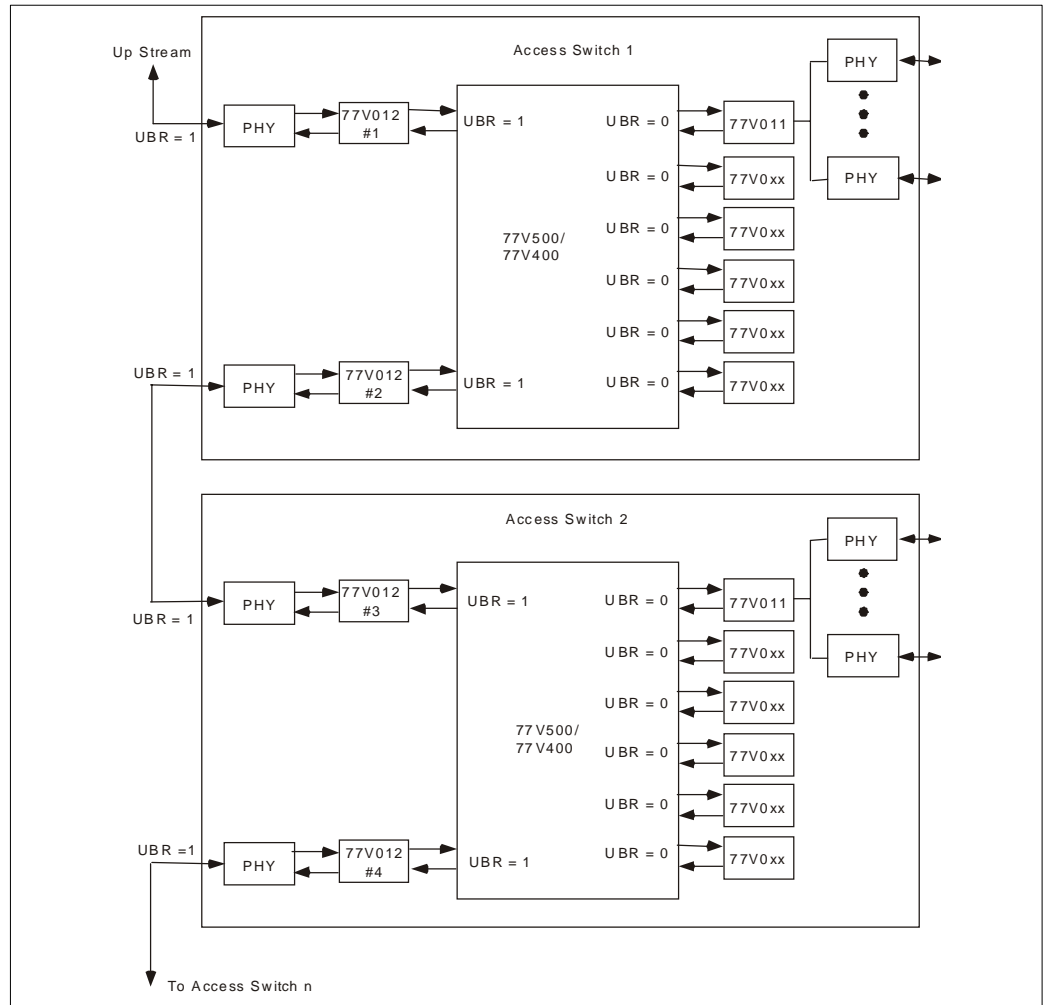 Up Stream
Access Switch 1
PHY
UBR = 1
PHY
77V012
#1
UBR = 1
UBR = 0
77V011
UBR = 0
77V0xx
PHY
UBR = 0
77V0xx
77V500/
77V400
UBR = 0
77V0xx
UBR = 0
77V0xx
UBR = 1
PHY
77V012
#2
UBR = 1
UBR = 0
77V0xx
Access Switch 2
PHY
UBR = 1
PHY
77V012
#3
UBR = 1
UBR = 0
77V011
UBR = 0
77V0xx
PHY
UBR = 0
77V0xx
77V500/
77V400
UBR = 0
77V0xx
UBR = 0
77V0xx
UBR =1
PHY
77V012
#4
UBR = 1
UBR = 0
77V0xx
To Access Switch n